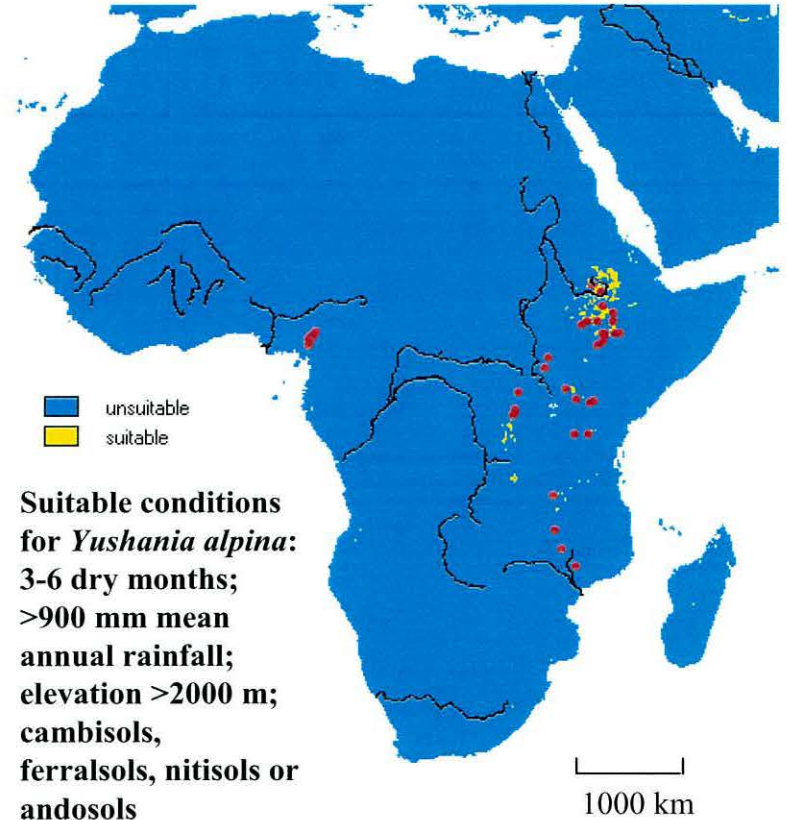 unsuitable
suitable
Suitable conditions
for Yushania alpina:
3-6 dry months;
>900 mm mean
annual rainfall;
elevation >2000 m;
cambisols,
ferralsols, nitisols or
andosols
1000 km